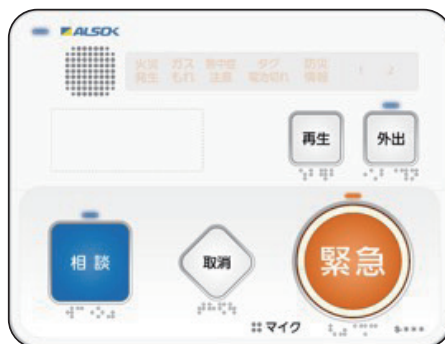 ALSOK
火災 ガス 熱中症 タグ 防災 1 2
発生 もれ 注意 電池切れ 情報
再生 外出
相談 取消 緊急
マイク